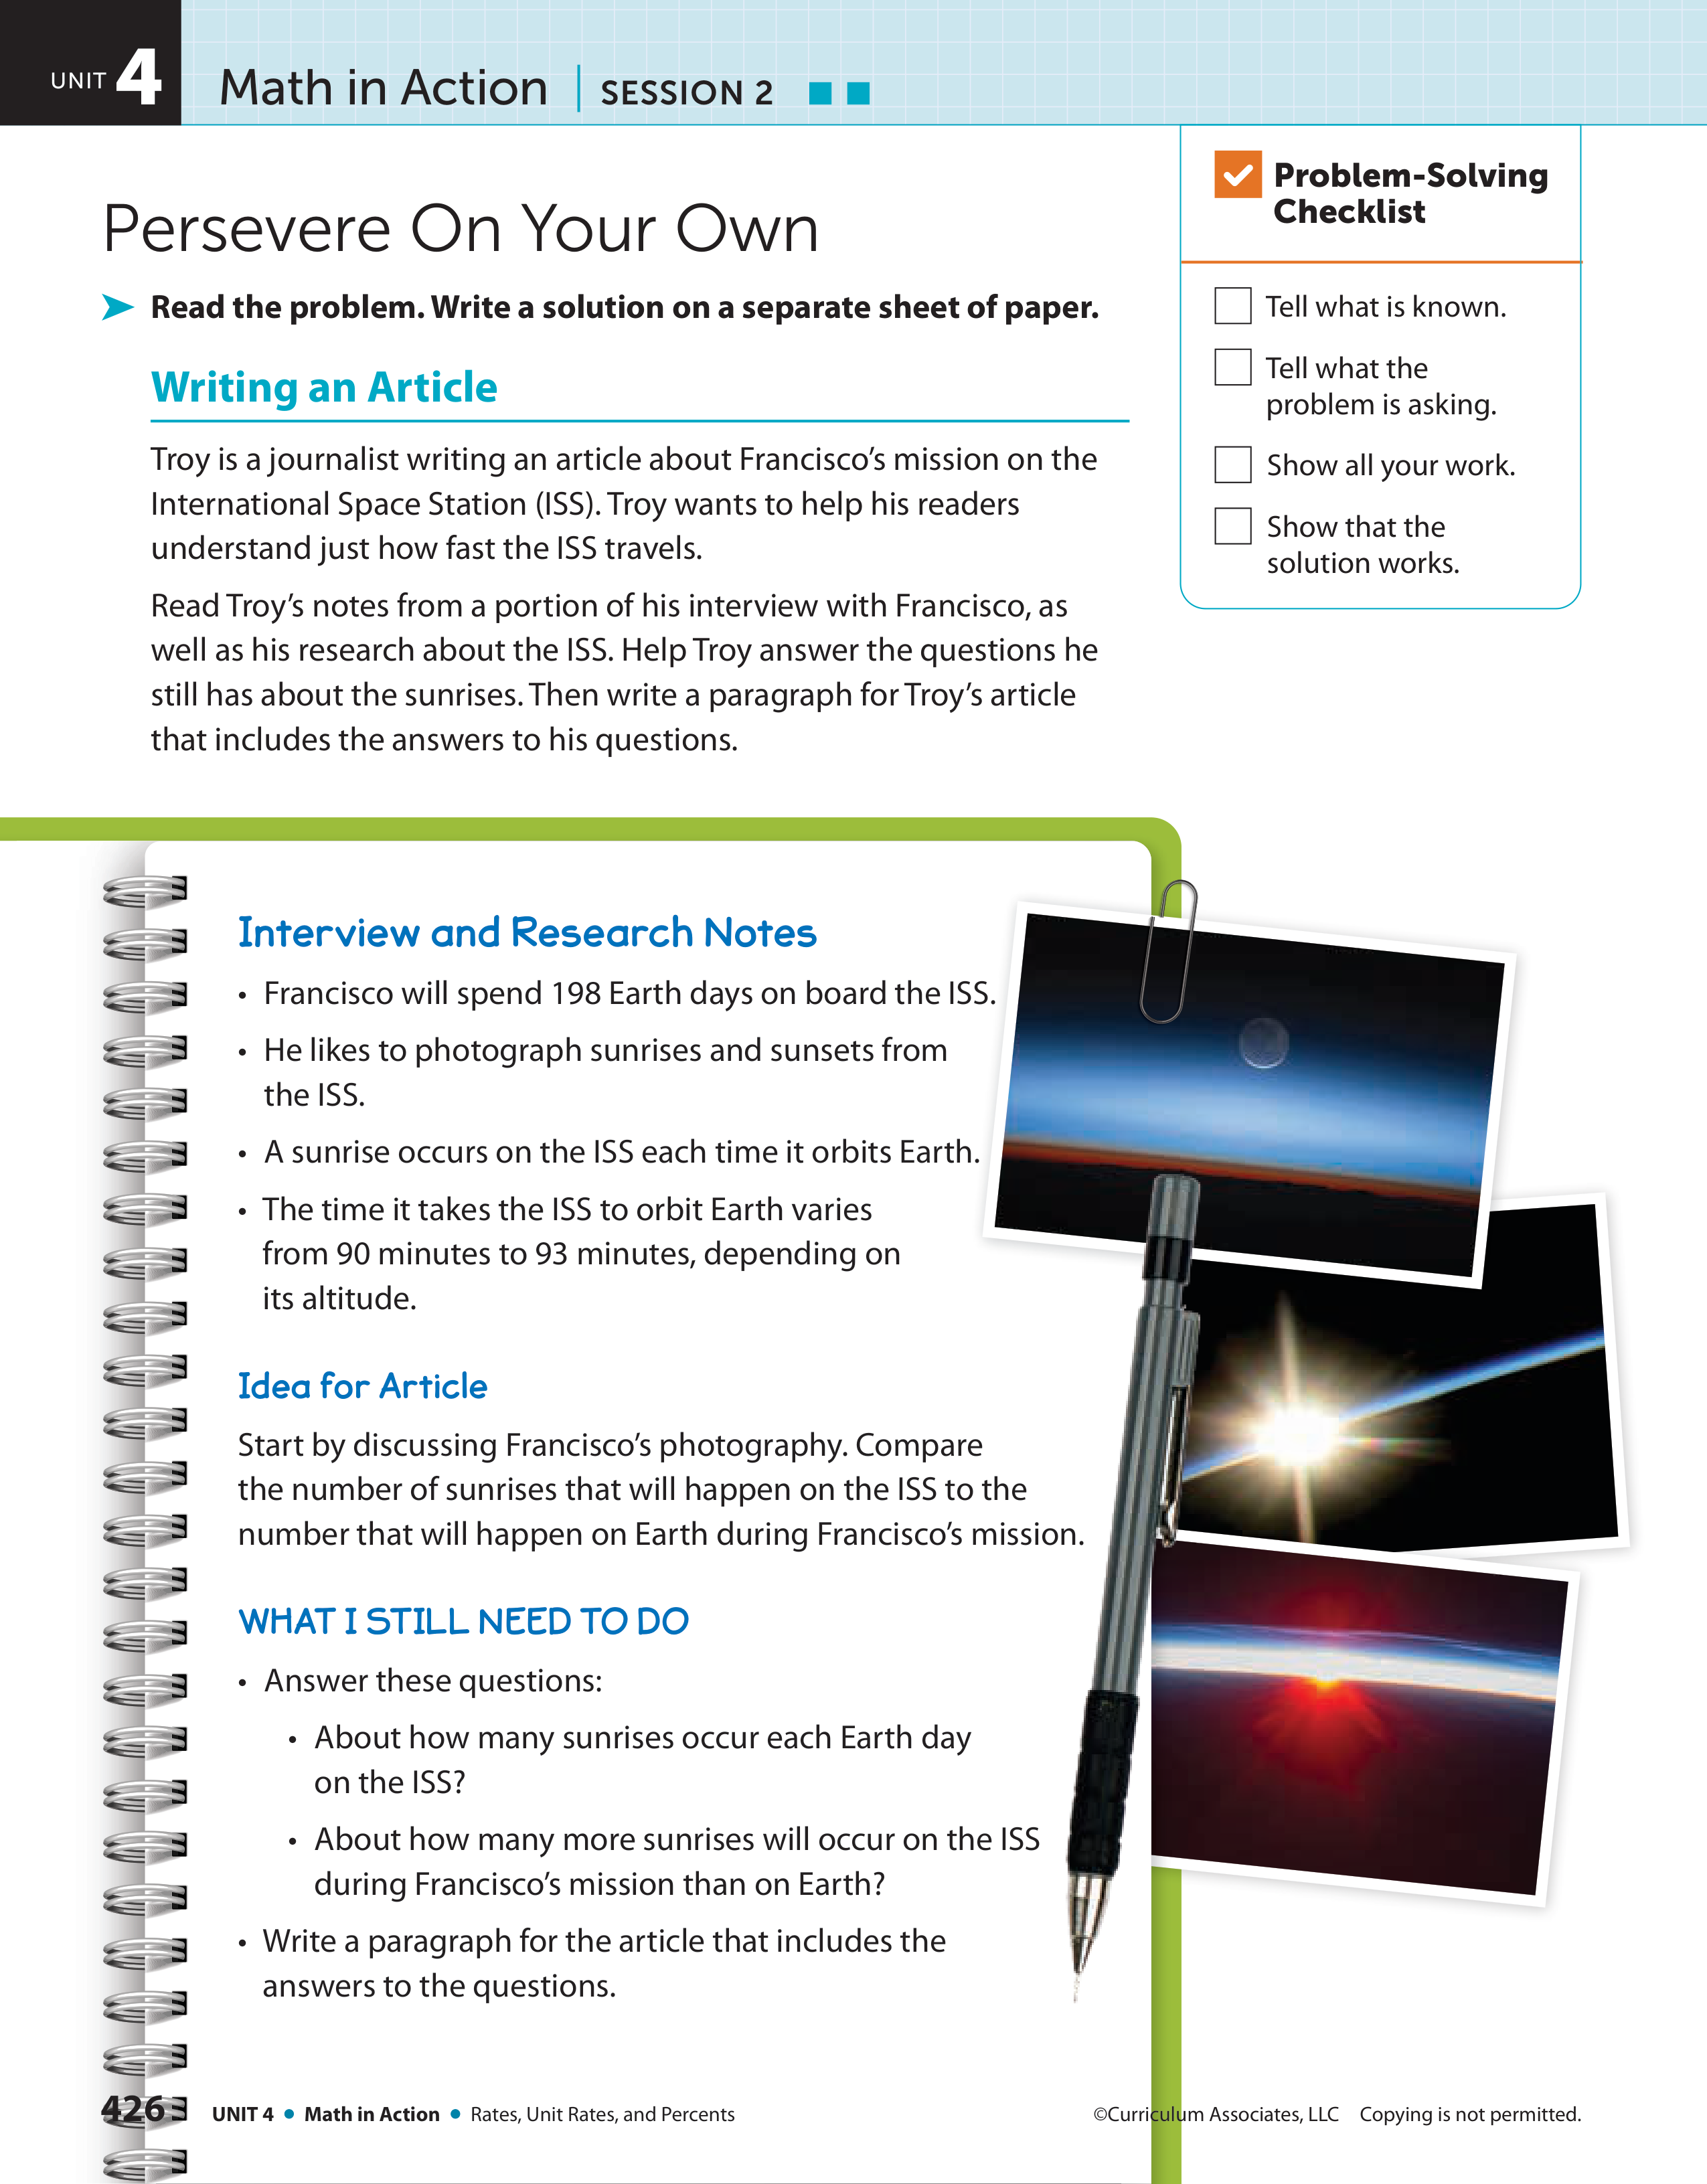 UNIT 4 Math in Action | SESSION 2
Persevere On Your Own
Read the problem. Write a solution on a separate sheet of paper.
Writing an Article
Troy is a journalist writing an article about Francisco’s mission on the
International Space Station (ISS). Troy wants to help his readers
understand just how fast the ISS travels.
Read Troy’s notes from a portion of his interview with Francisco, as
well as his research about the ISS. Help Troy answer the questions he
still has about the sunrises. Then write a paragraph for Troy’s article
that includes the answers to his questions.
Problem-Solving
Checklist
Tell what is known.
Tell what the
problem is asking.
Show all your work.
Show that the
solution works.
Interview and Research Notes
• Francisco will spend 198 Earth days on board the ISS.
• He likes to photograph sunrises and sunsets from
the ISS.
• A sunrise occurs on the ISS each time it orbits Earth.
• The time it takes the ISS to orbit Earth varies
from 90 minutes to 93 minutes, depending on
its altitude.
Idea for Article
Start by discussing Francisco’s photography. Compare
the number of sunrises that will happen on the ISS to the
number that will happen on Earth during Francisco’s mission.
WHAT I STILL NEED TO DO
• Answer these questions:
• About how many sunrises occur each Earth day
on the ISS?
• About how many more sunrises will occur on the ISS
during Francisco’s mission than on Earth?
• Write a paragraph for the article that includes the
answers to the questions.
426 UNIT 4 • Math in Action • Rates, Unit Rates, and Percents
©Curriculum Associates, LLC Copying is not permitted.